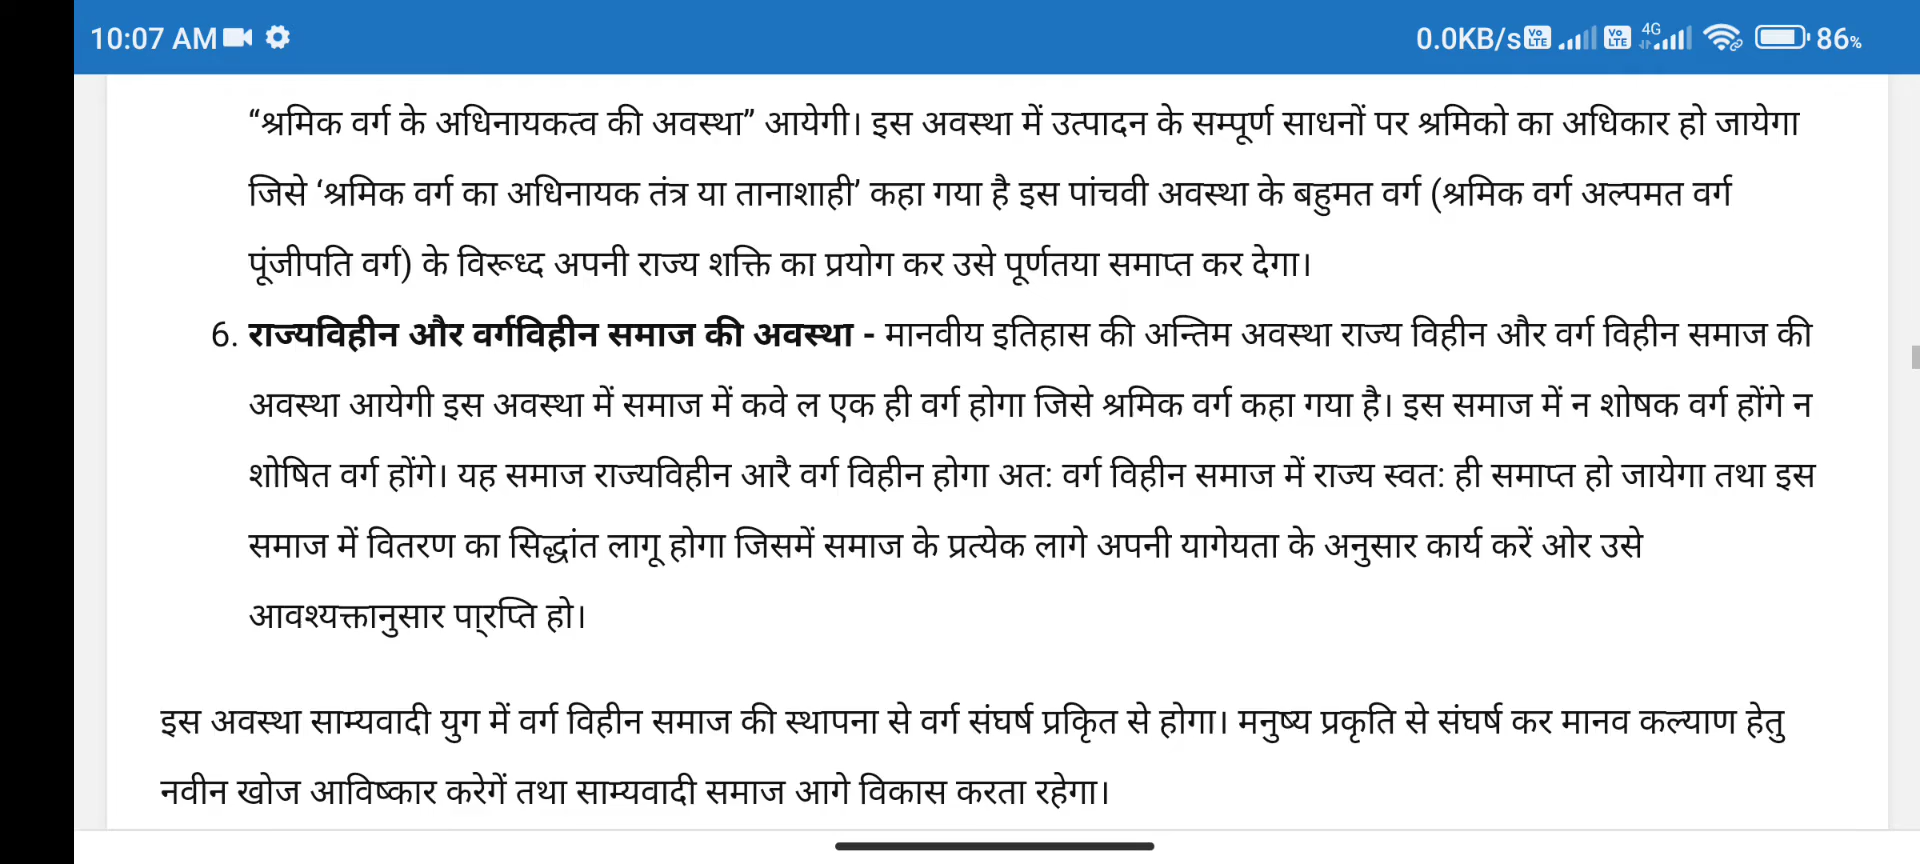 10:07 AM 0.0KB/s Vo LTE Vo LTE 4G 86%
“श्रमिक वर्ग के अधिनायकत्व की अवस्था” आयेगी। इस अवस्था में उत्पादन के सम्पूर्ण साधनों पर श्रमिको का अधिकार हो जायेगा
जिसे ‘श्रमिक वर्ग का अधिनायक तंत्र या तानाशाही’ कहा गया है इस पांचवी अवस्था के बहुमत वर्ग (श्रमिक वर्ग अल्पमत वर्ग
पूंजीपति वर्ग) के विरूध्द अपनी राज्य शक्ति का प्रयोग कर उसे पूर्णतया समाप्त कर देगा।
6. राज्यविहीन और वर्गविहीन समाज की अवस्था - मानवीय इतिहास की अन्तिम अवस्था राज्य विहीन और वर्ग विहीन समाज की
अवस्था आयेगी इस अवस्था में समाज में कवे ल एक ही वर्ग होगा जिसे श्रमिक वर्ग कहा गया है। इस समाज में न शोषक वर्ग होंगे न
शोषित वर्ग होंगे। यह समाज राज्यविहीन आरै वर्ग विहीन होगा अत: वर्ग विहीन समाज में राज्य स्वत: ही समाप्त हो जायेगा तथा इस
समाज में वितरण का सिद्धांत लागू होगा जिसमें समाज के प्रत्येक लागे अपनी यागेयता के अनुसार कार्य करें ओर उसे
आवश्यक्तानुसार पा्रप्ति हो।
इस अवस्था साम्यवादी युग में वर्ग विहीन समाज की स्थापना से वर्ग संघर्ष प्रकृित से होगा। मनुष्य प्रकृति से संघर्ष कर मानव कल्याण हेतु
नवीन खोज आविष्कार करेगें तथा साम्यवादी समाज आगे विकास करता रहेगा।